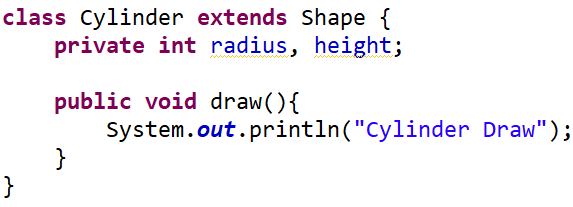 class Cylinder extends Shape {
    private int radius, height;

    public void draw(){
        System.out.println("Cylinder Draw");
    }
}